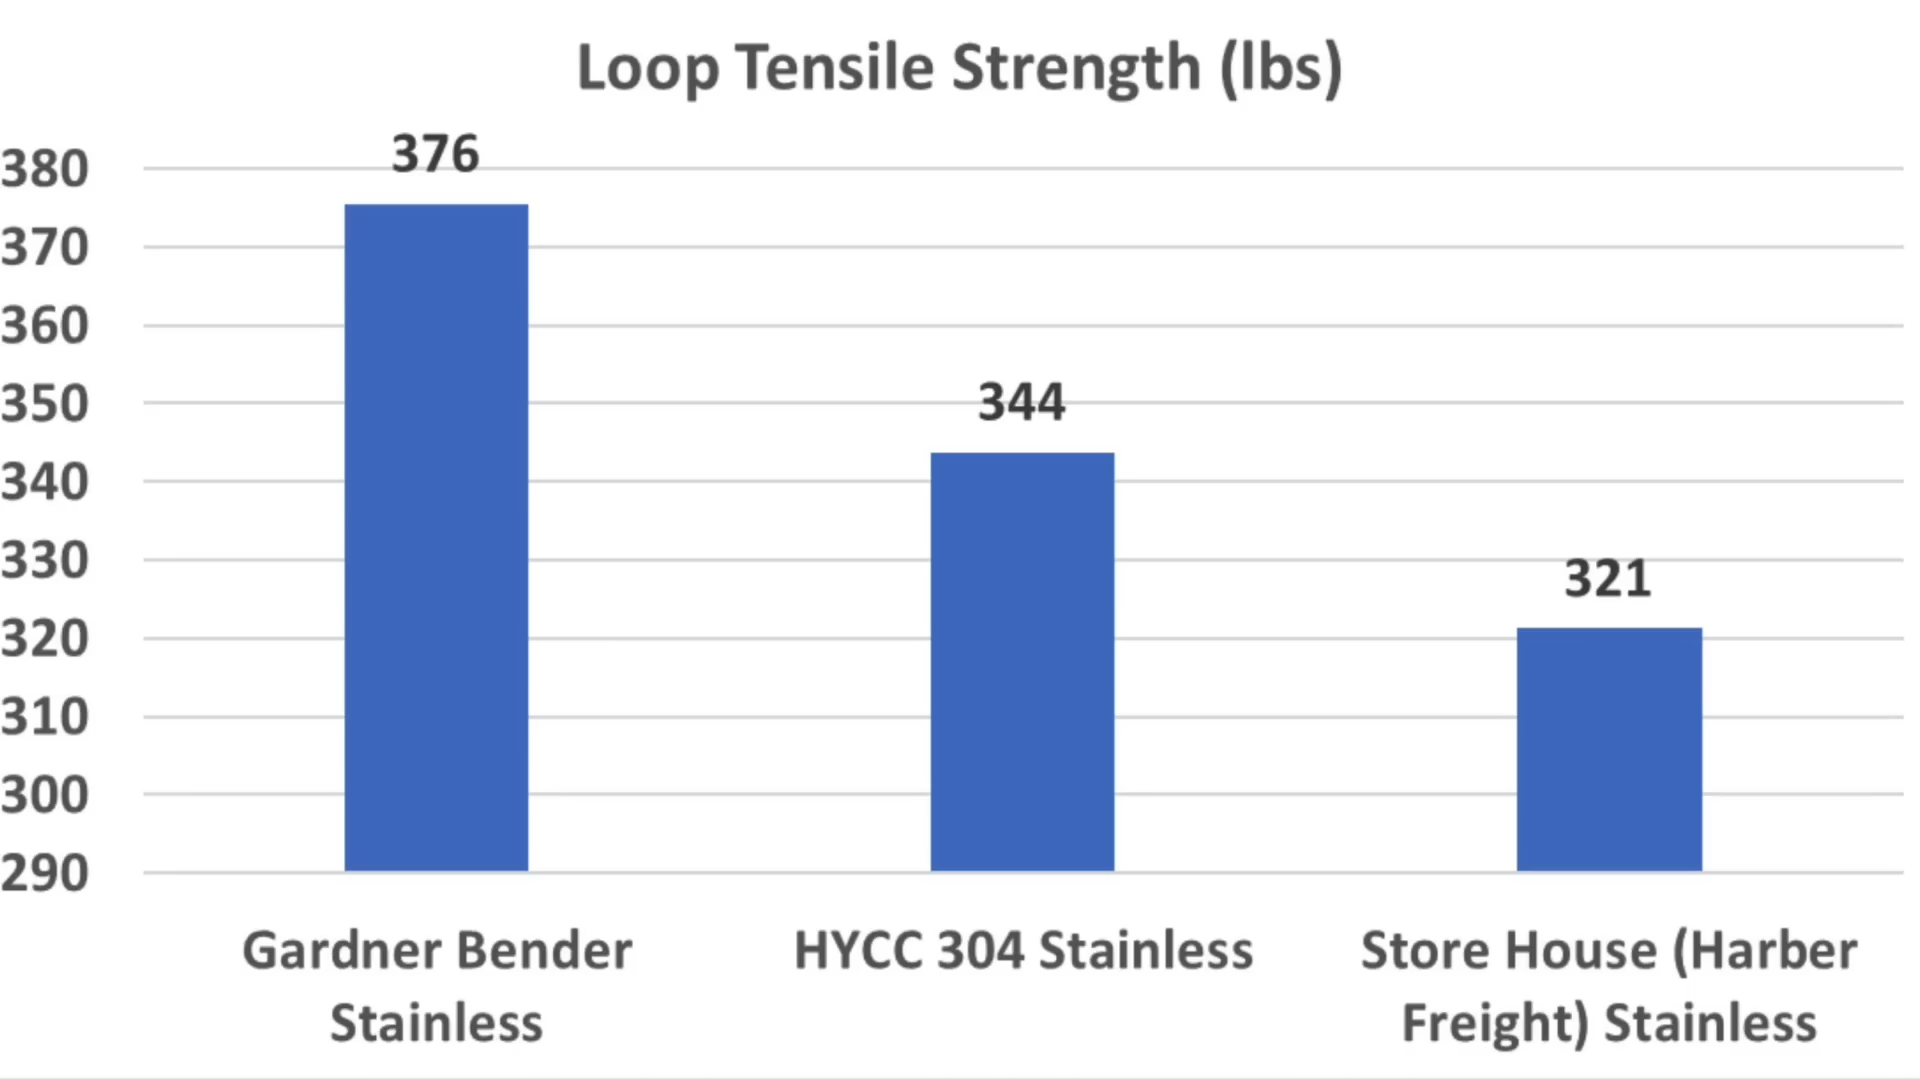 Loop Tensile Strength (lbs)
376
380
370
360
344
350
340
330
321
320
310
300
290
Gardner Bender
Stainless
HYCC 304 Stainless
Store House (Harber
Freight) Stainless